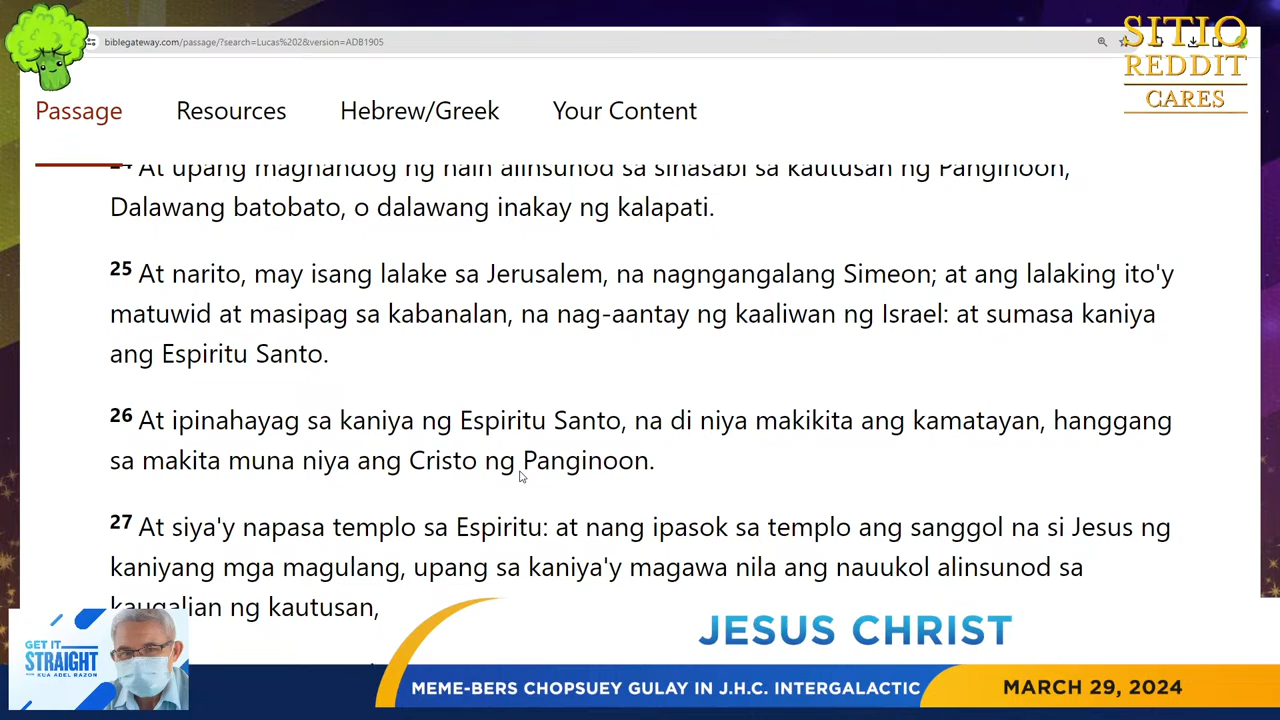 biblegateway.com/passage/?search=Lucas%202&version=ADB1905
SITIO
REDDIT
CARES
Passage Resources Hebrew/Greek Your Content
24 At upang maghandog ng hain alinsunod sa sinasabi sa kautusan ng Panginoon,
Dalawang batobato, o dalawang inakay ng kalapati.
25 At narito, may isang lalake sa Jerusalem, na nagngangalang Simeon; at ang lalaking ito'y
matuwid at masipag sa kabanalan, na nag-aantay ng kaaliwan ng Israel: at sumasa kaniya
ang Espiritu Santo.
26 At ipinahayag sa kaniya ng Espiritu Santo, na di niya makikita ang kamatayan, hanggang
sa makita muna niya ang Cristo ng Panginoon.
27 At siya'y napasa templo sa Espiritu: at nang ipasok sa templo ang sanggol na si Jesus ng
kaniyang mga magulang, upang sa kaniya'y magawa nila ang nauukol alinsunod sa
kaugalian ng kautusan,
GET IT
STRAIGHT
KUA ADEL RAZON
JESUS CHRIST
MEME-BERS CHOPSUEY GULAY IN J.H.C. INTERGALACTIC
MARCH 29, 2024